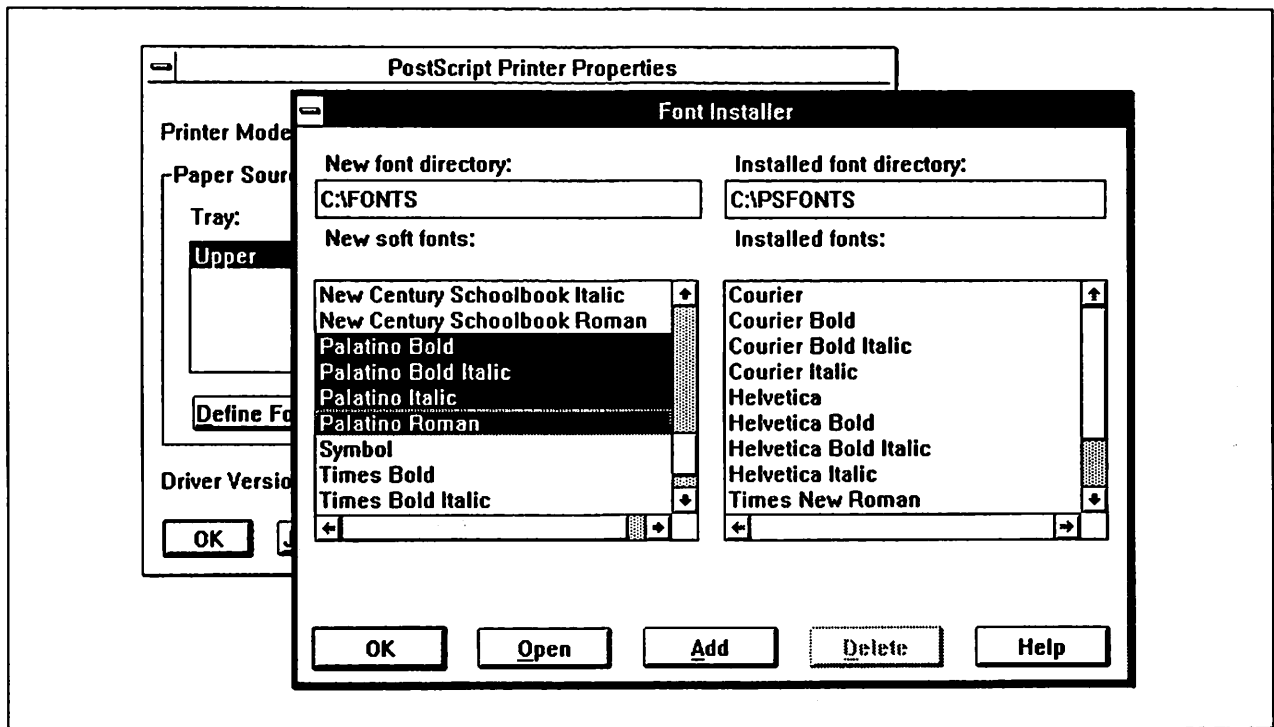 PostScript Printer Properties
Font Installer
Printer Mode
Paper Sour
Tray:
Upper
Define Fo
Driver Versio
OK
J
New font directory:
C:\FONTS
New soft fonts:
New Century Schoolbook Italic
New Century Schoolbook Roman
Palatino Bold
Palatino Bold Italic
Palatino Italic
Palatino Roman
Symbol
Times Bold
Times Bold Italic
Installed font directory:
C:\PSFONTS
Installed fonts:
Courier
Courier Bold
Courier Bold Italic
Courier Italic
Helvetica
Helvetica Bold
Helvetica Bold Italic
Helvetica Italic
Times New Roman
OK
Open
Add
Delete
Help